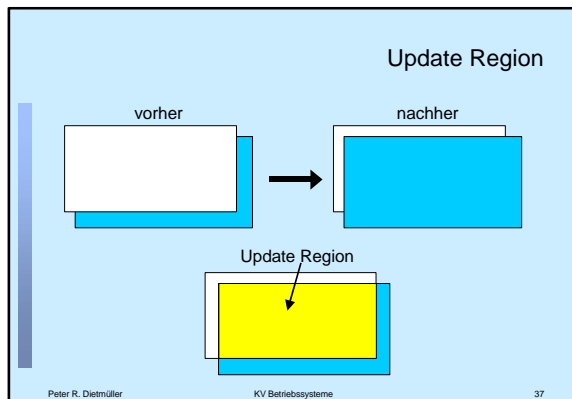 Update Region
vorher
nachher
Update Region
Peter R. Dietmüller
KV Betriebssysteme
37